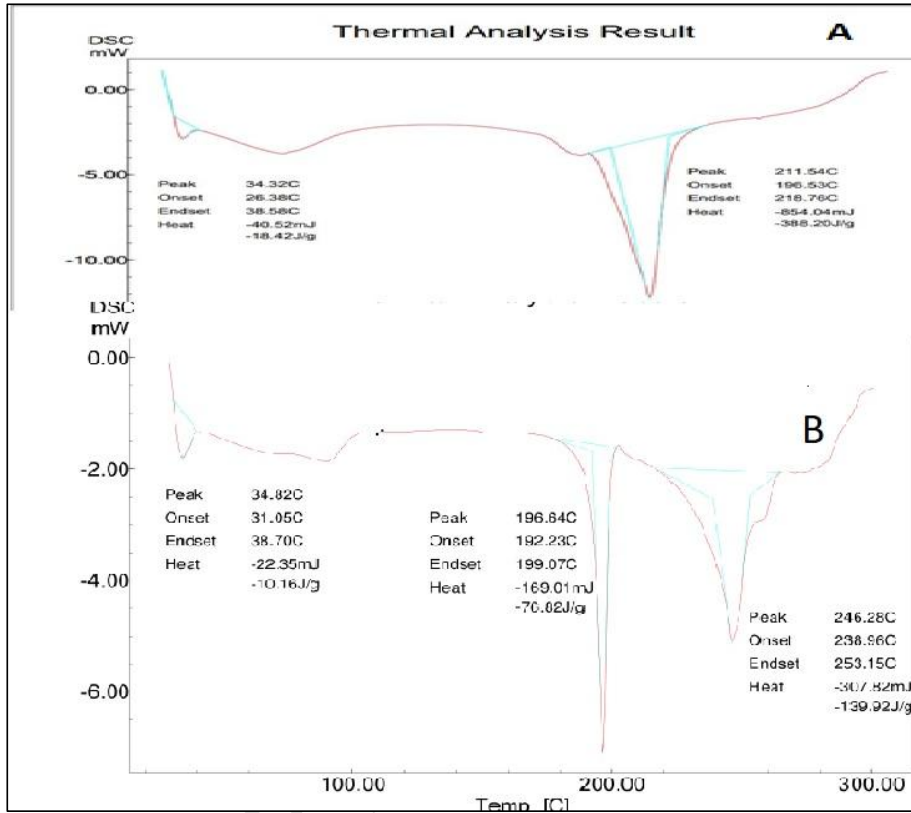 Thermal Analysis Result A
DSC
mW
0.00
-5.00
-10.00
Peak 34.32C
Onset 26.38C
Endset 38.58C
Heat -40.52mJ
-18.42J/g
Peak 211.54C
Onset 196.53C
Endset 218.76C
Heat -854.04mJ
-388.20J/g
DSC
mW
0.00
-2.00
-4.00
-6.00
B
Peak 34.82C
Onset 31.05C
Endset 38.70C
Heat -22.35mJ
-10.16J/g
Peak 196.64C
Onset 192.23C
Endset 199.07C
Heat -169.01mJ
-76.82J/g
Peak 246.28C
Onset 238.96C
Endset 253.15C
Heat -307.82mJ
-139.92J/g
100.00 200.00 300.00
Temp. [C]